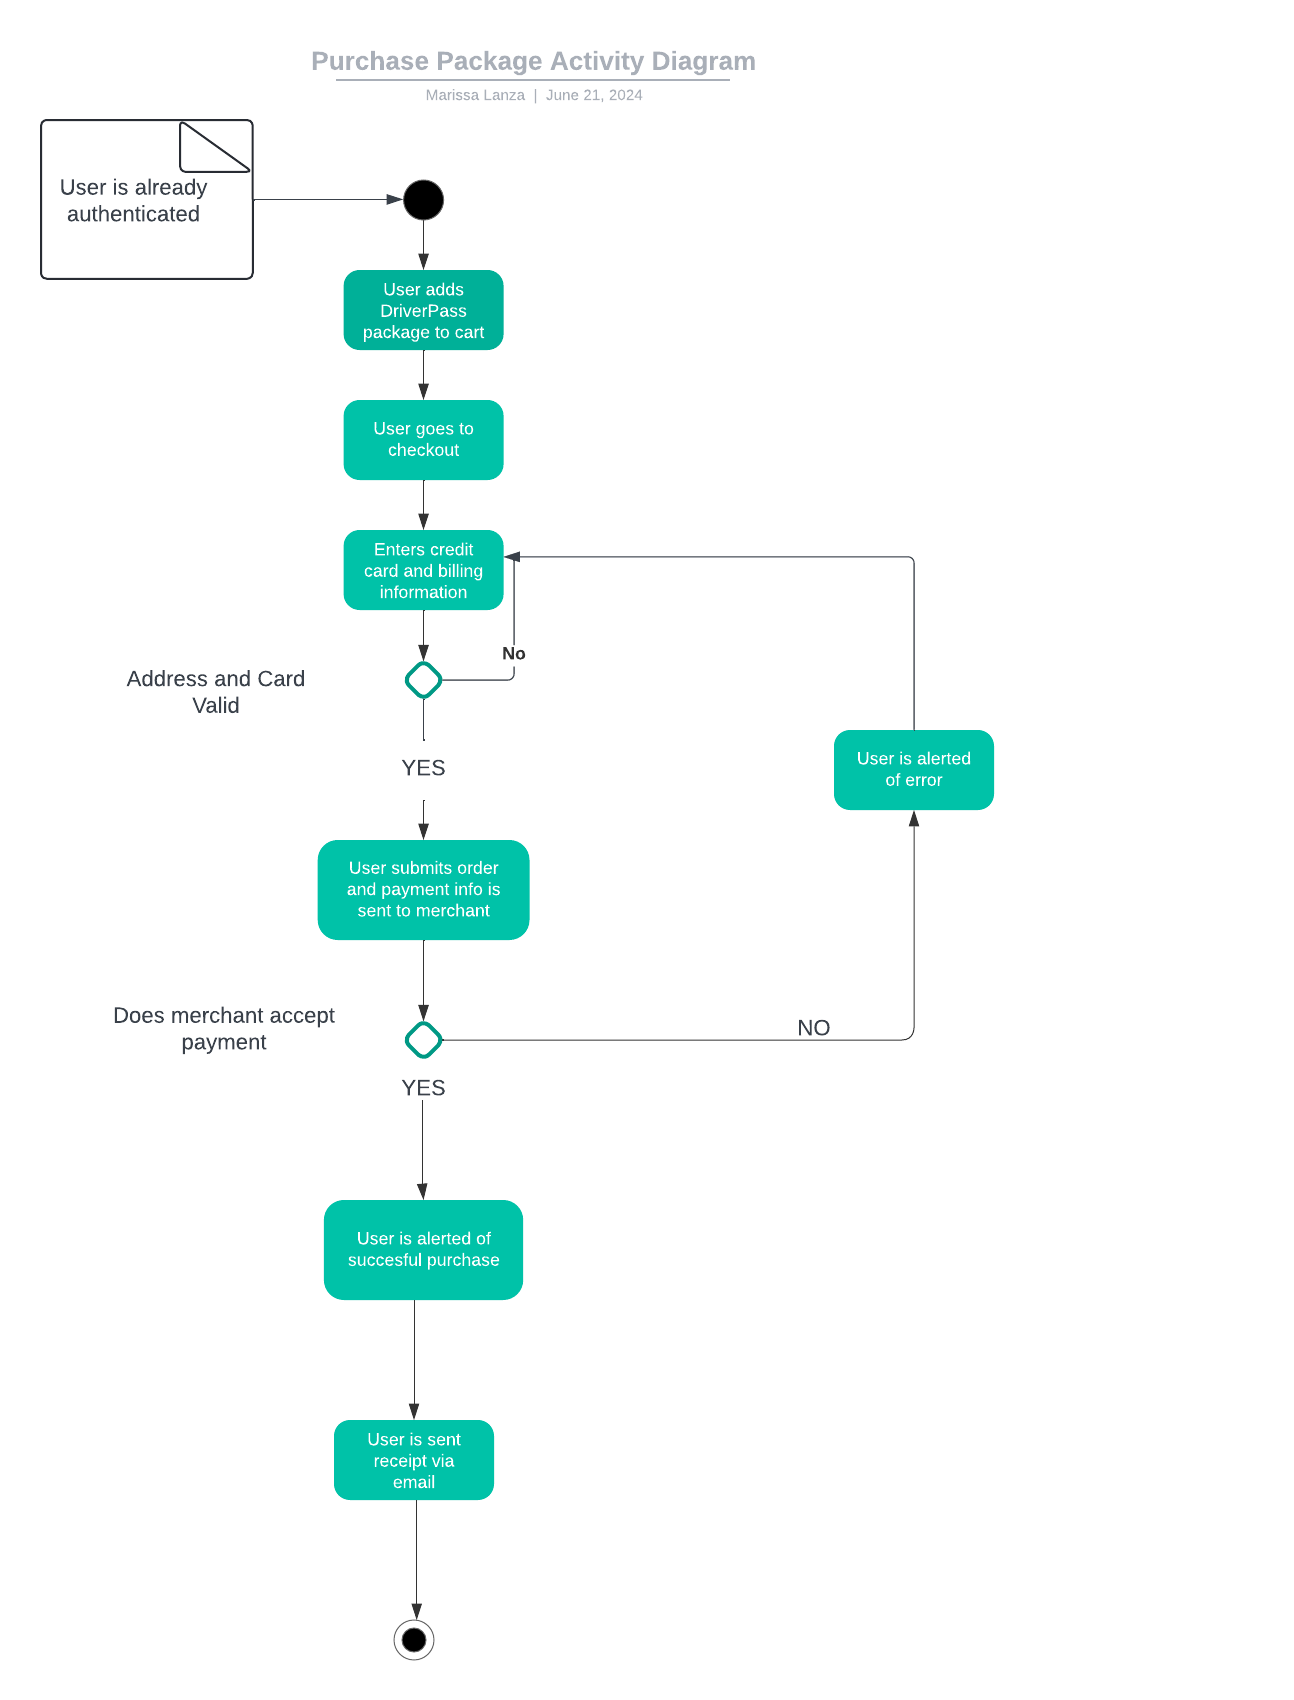 Purchase Package Activity Diagram
Marissa Lanza | June 21, 2024
User is already
authenticated
User adds
DriverPass
package to cart
User goes to
checkout
Enters credit
card and billing
information
No
Address and Card
Valid
YES
User is alerted
of error
User submits order
and payment info is
sent to merchant
Does merchant accept
payment
NO
YES
User is alerted of
succesful purchase
User is sent
receipt via
email